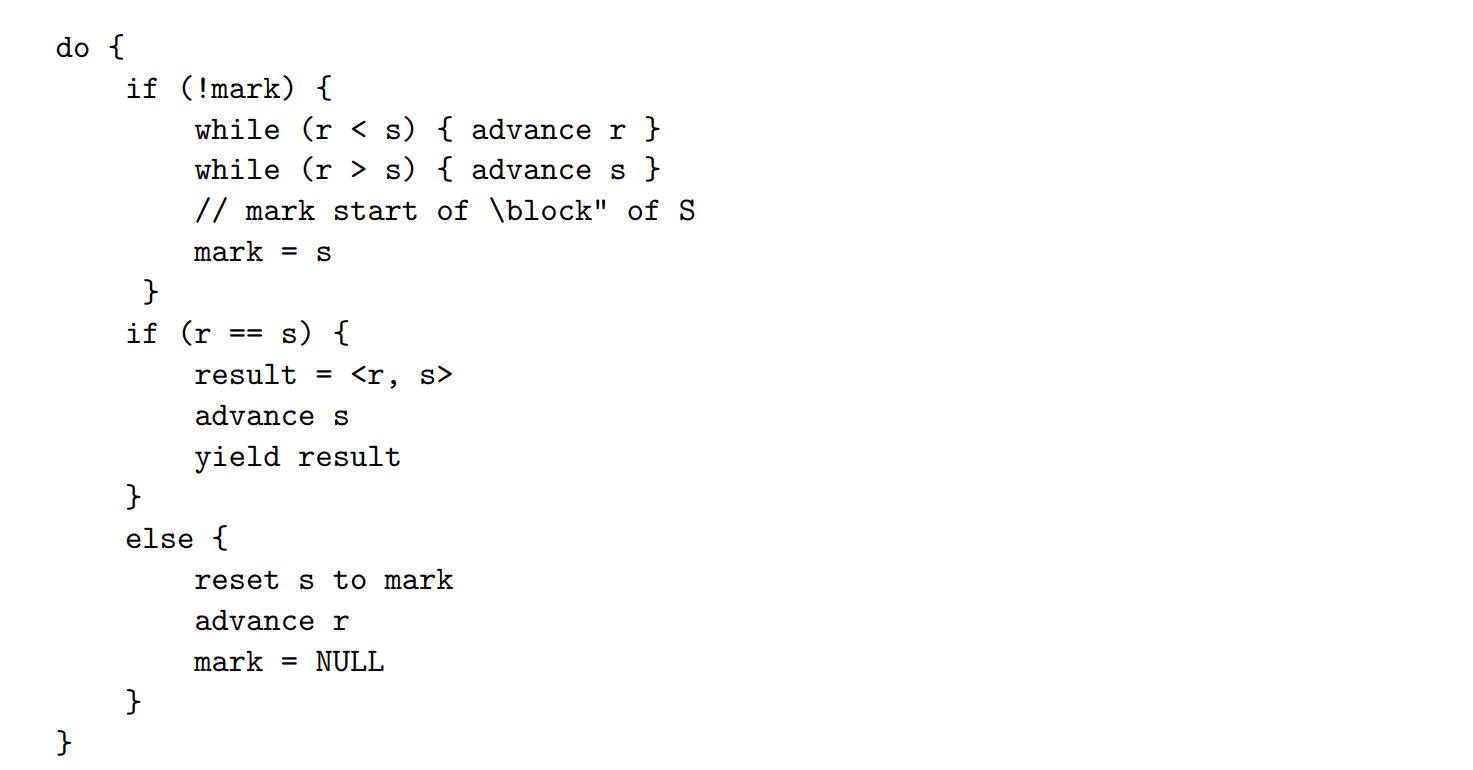 do {
if (!mark) {
while (r < s) { advance r }
while (r > s) { advance s }
// mark start of \block" of S
mark = s
}
if (r == s) {
result = <r, s>
advance s
yield result
}
else {
reset s to mark
advance r
mark = NULL
}
}